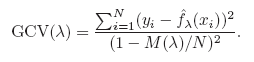 GCV(λ) = \frac{\sum_{i=1}^{N}(y_i - \hat{f}_λ(x_i))^2}{(1 - M(λ)/N)^2}.